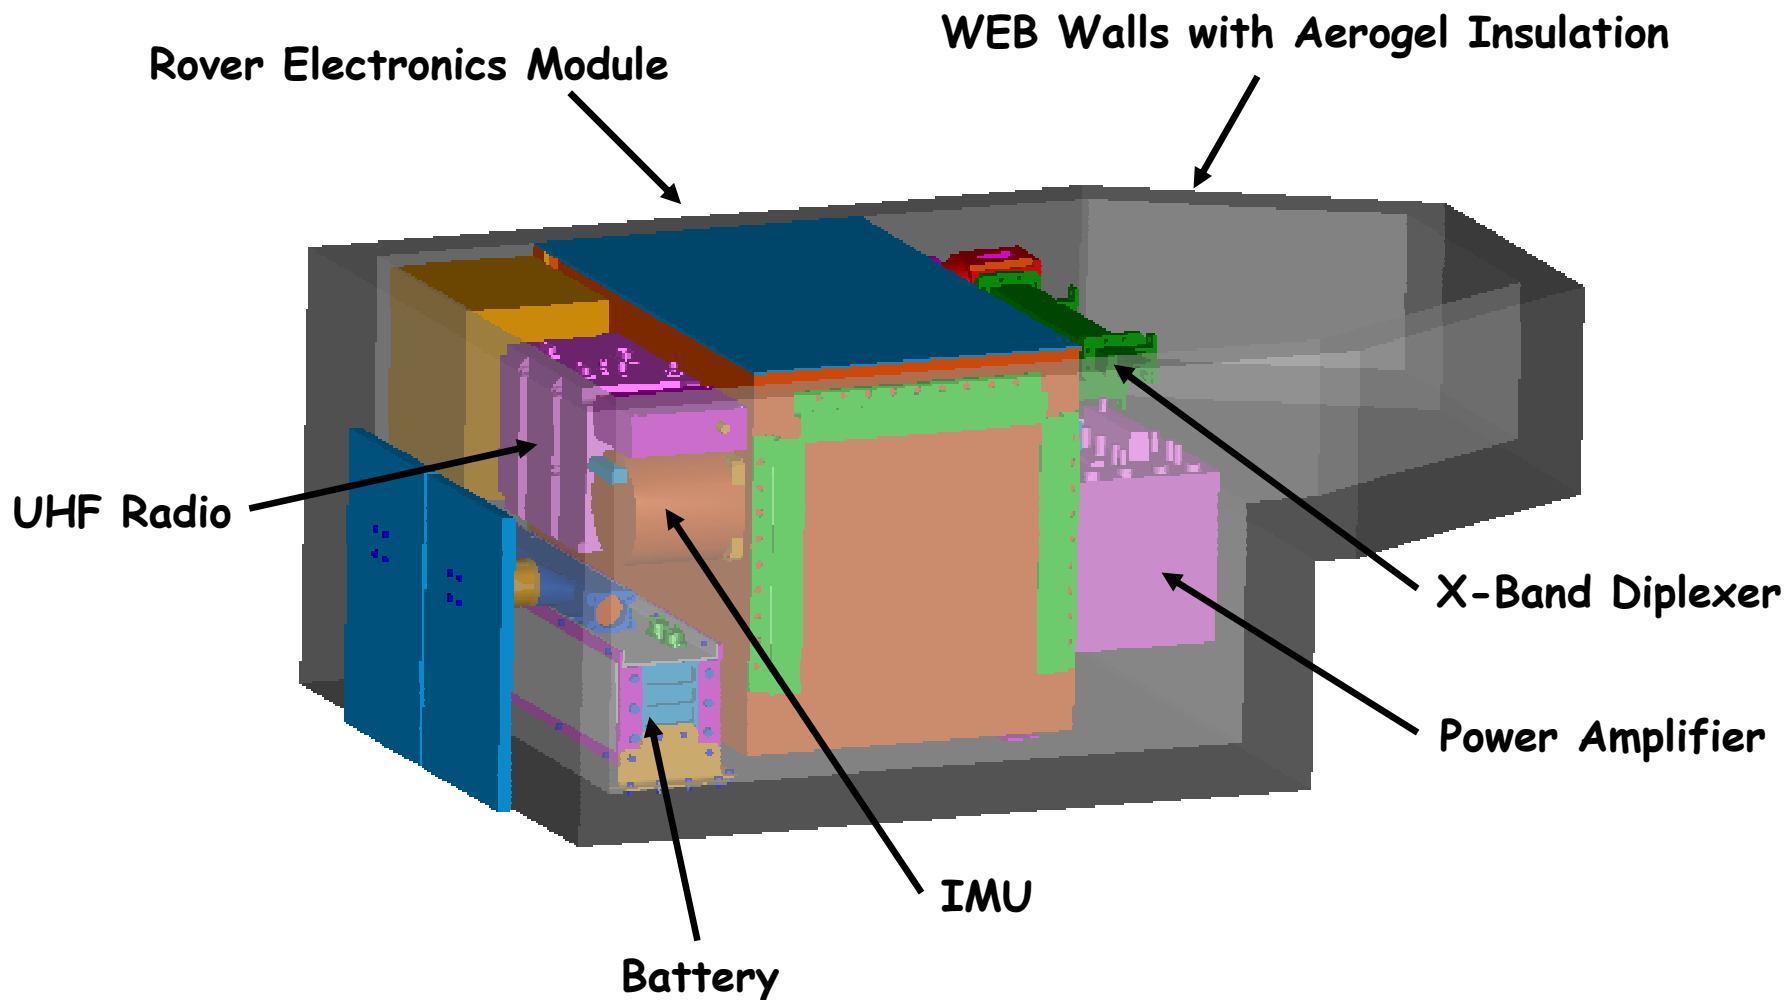 WEB Walls with Aerogel Insulation
Rover Electronics Module
UHF Radio
X-Band Diplexer
Power Amplifier
IMU
Battery